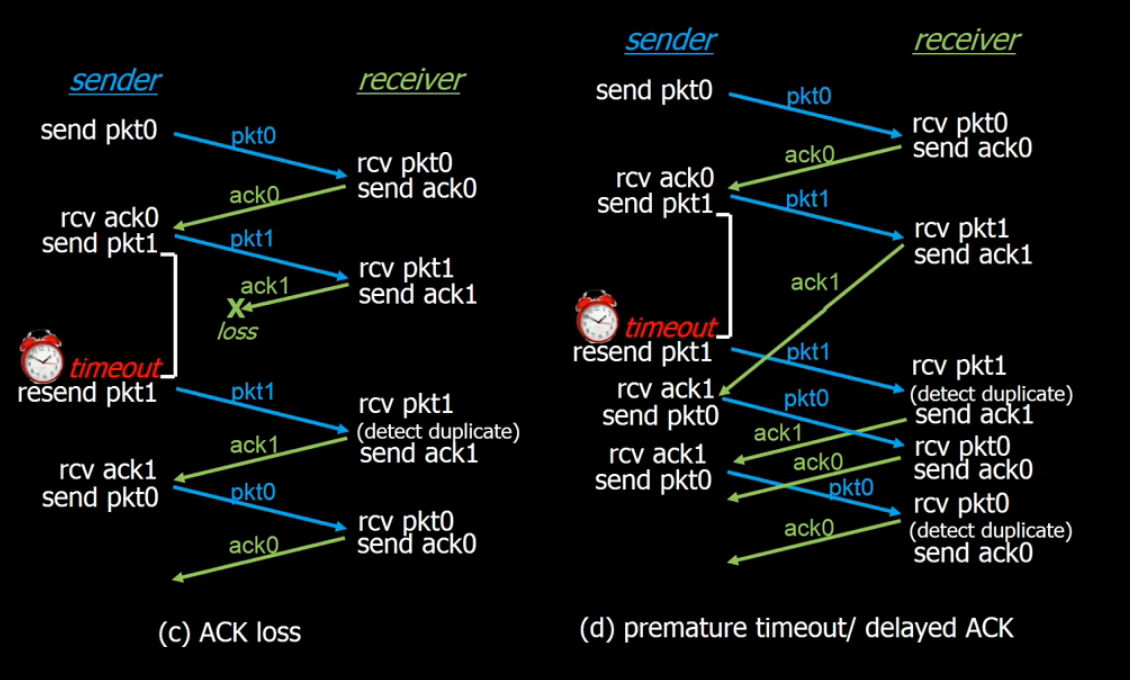 sender
receiver
send pkt0
pkt0
rcv pkt0
send ack0
ack0
rcv ack0
send pkt1
pkt1
rcv pkt1
send ack1
ack1
X
loss
timeout
resend pkt1
pkt1
rcv pkt1
(detect duplicate)
send ack1
ack1
rcv ack1
send pkt0
pkt0
rcv pkt0
send ack0
ack0
(c) ACK loss
sender
receiver
send pkt0
pkt0
rcv pkt0
send ack0
ack0
rcv ack0
send pkt1
pkt1
rcv pkt1
send ack1
ack1
timeout
resend pkt1
pkt1
rcv pkt1
(detect duplicate)
send ack1
rcv ack1
send pkt0
pkt0
ack1
rcv pkt0
send ack0
rcv ack1
send pkt0
ack0
pkt0
rcv pkt0
(detect duplicate)
send ack0
ack0
(d) premature timeout/ delayed ACK